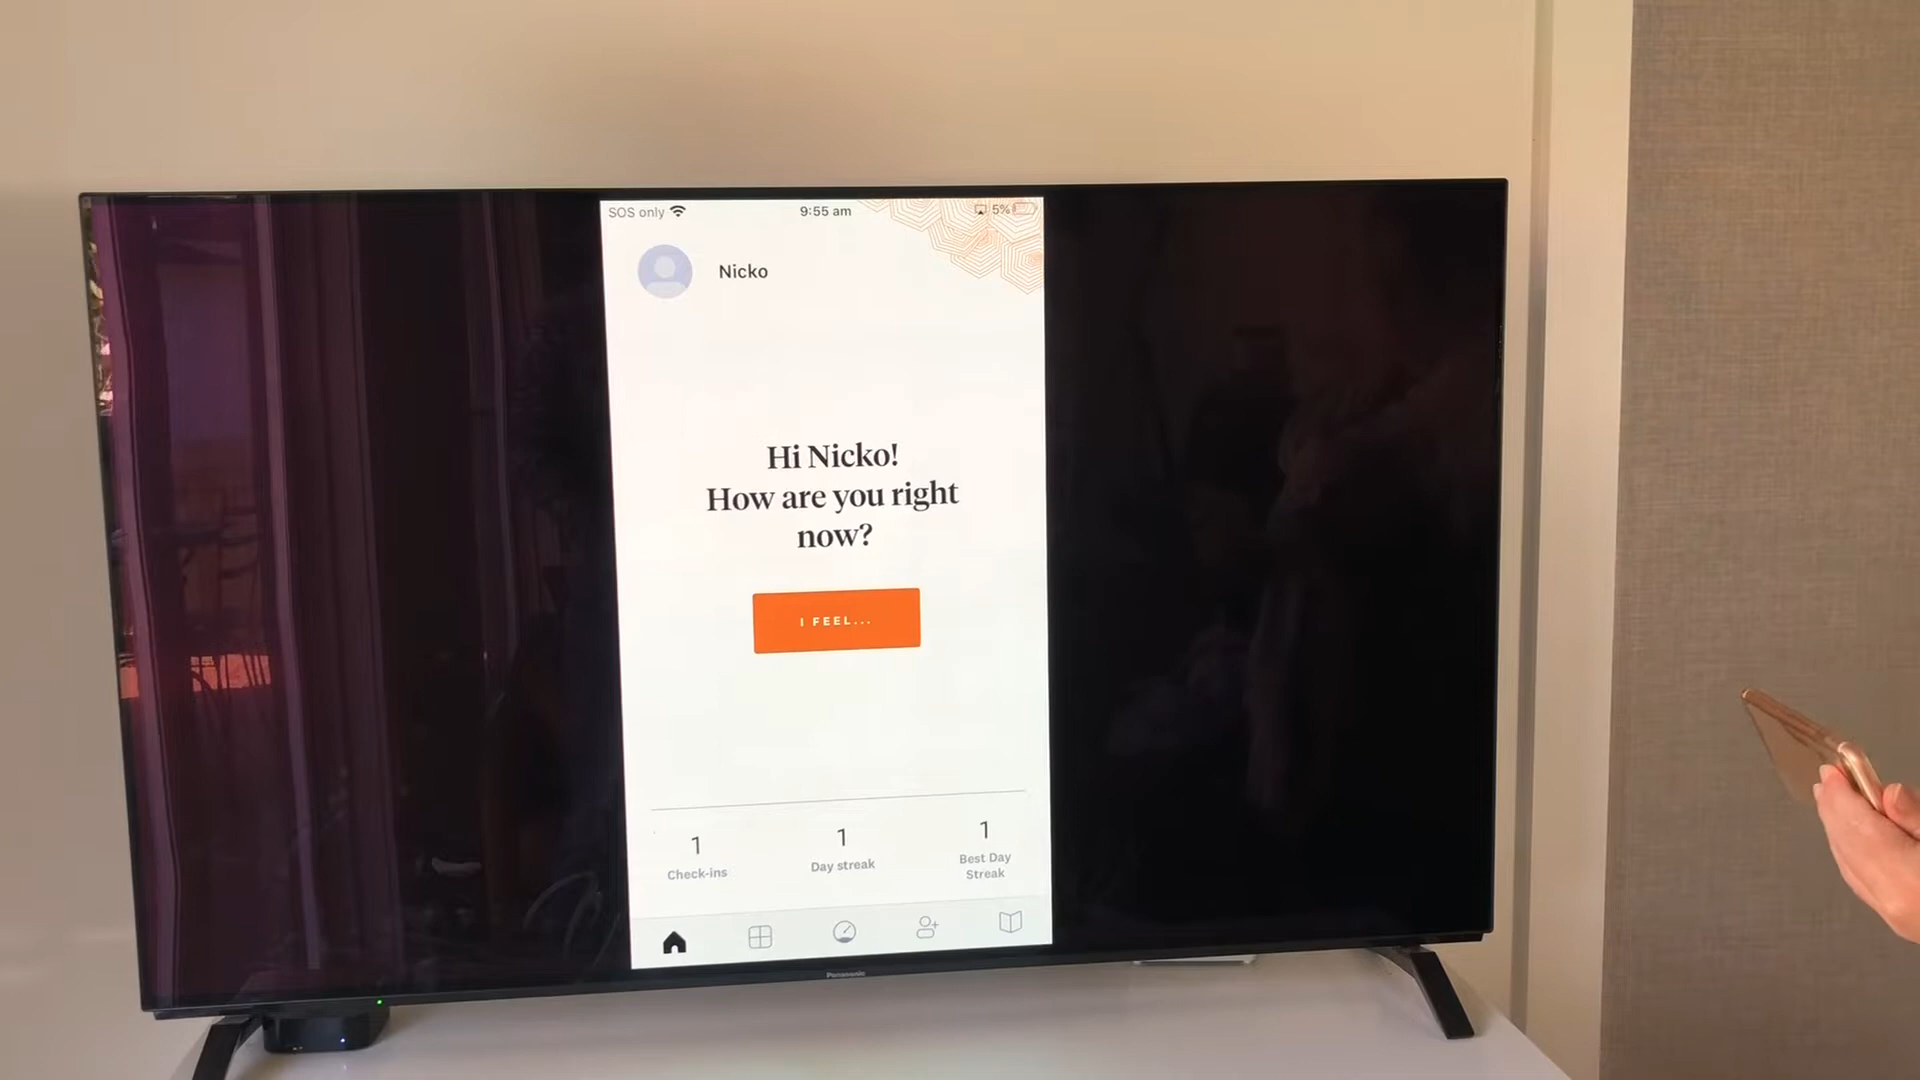 SOS only 9:55 am 5%
Nicko
Hi Nicko!
How are you right
now?
I FEEL...
1 1 1
Check-ins Day streak Best Day
Streak
Panasonic